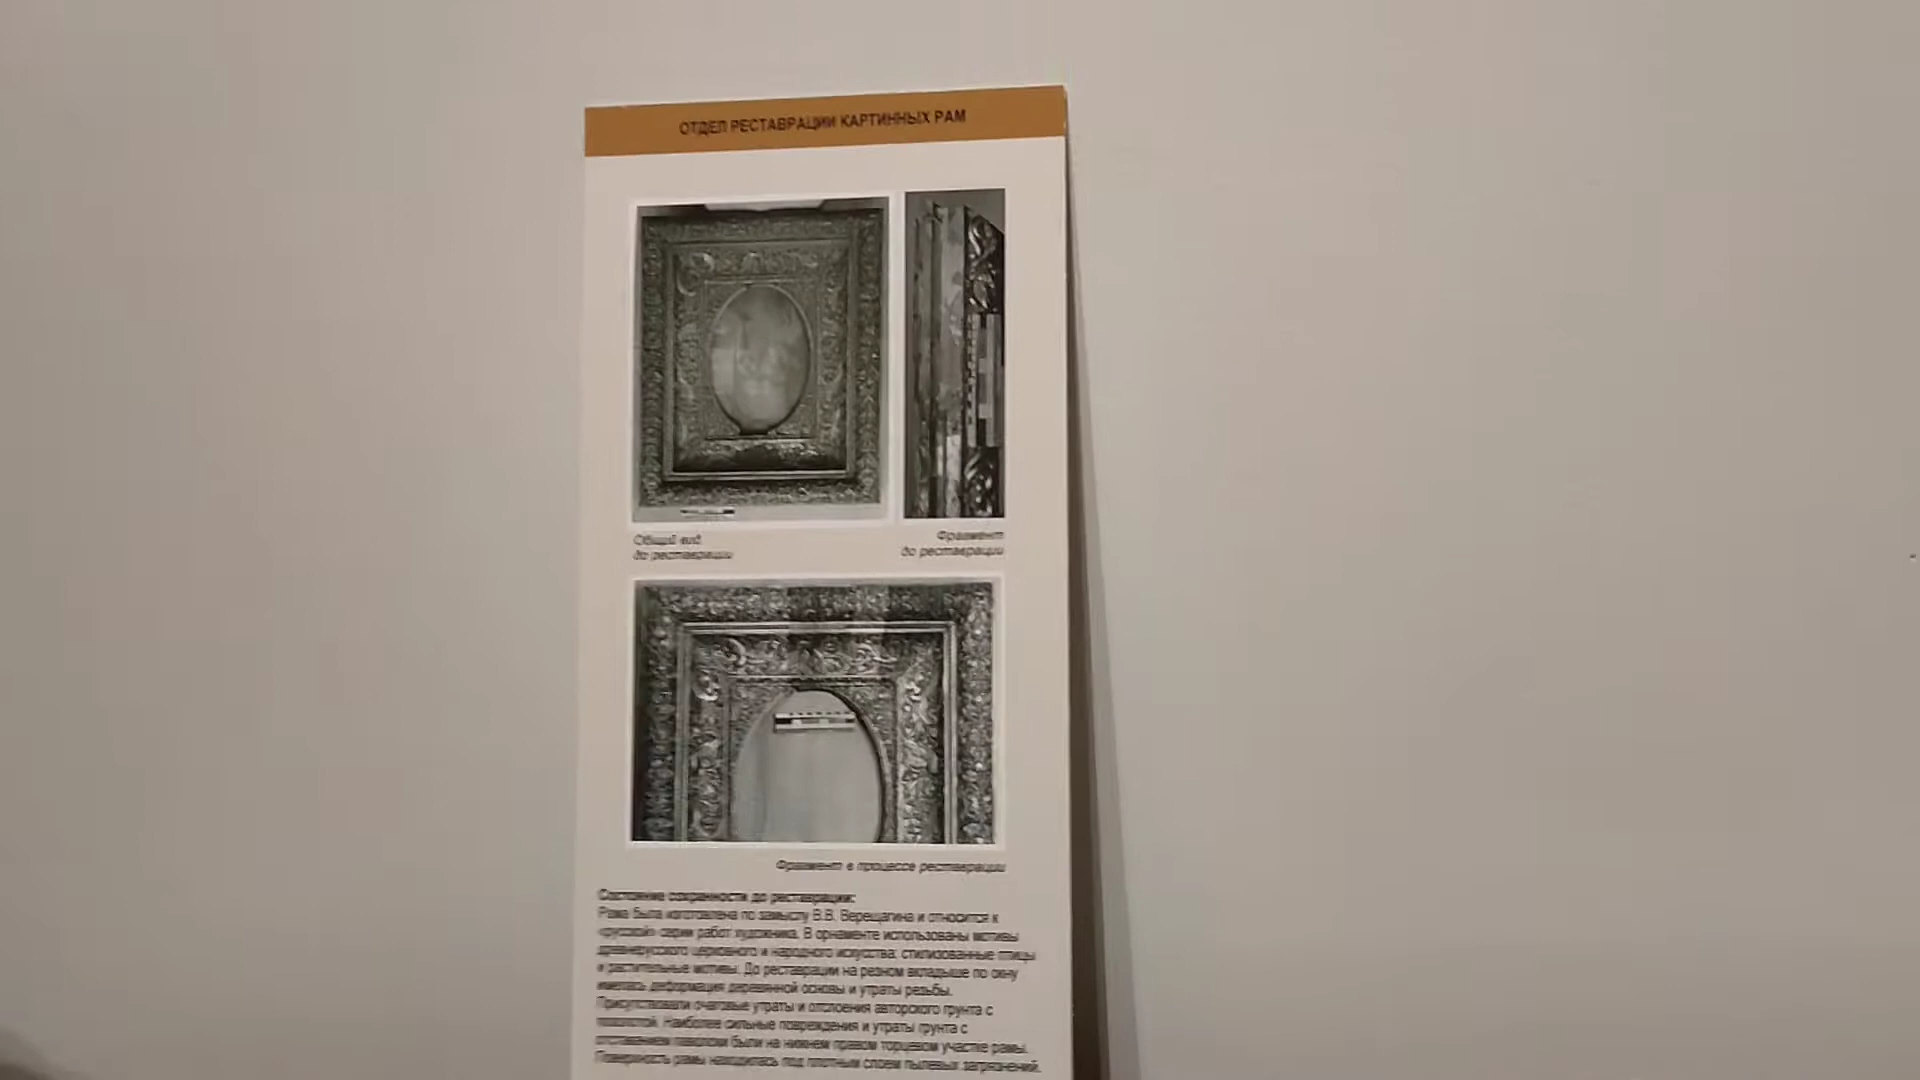 ОТДЕЛ РЕСТАВРАЦИИ КАРТИННЫХ РАМ
Общий вид
до реставрации
Фрагмент
до реставрации
Фрагмент в процессе реставрации
Состояние сохранности до реставрации:
Рама была изготовлена по замыслу В.В. Верещагина и относится к
«русской» серии работ художника. В орнаменте использованы мотивы
древнерусского церковного и народного искусства: стилизованные птицы
и растительные мотивы. До реставрации на резном вкладыше по окну
имелась деформация деревянной основы и утраты резьбы.
Присутствовали очаговые утраты и отслоения авторского грунта с
позолотой. Наиболее сильные повреждения и утраты грунта с
отставанием паволоки были на нижнем правом торцевом участке рамы.
Поверхность рамы находилась под плотным слоем пылевых загрязнений.